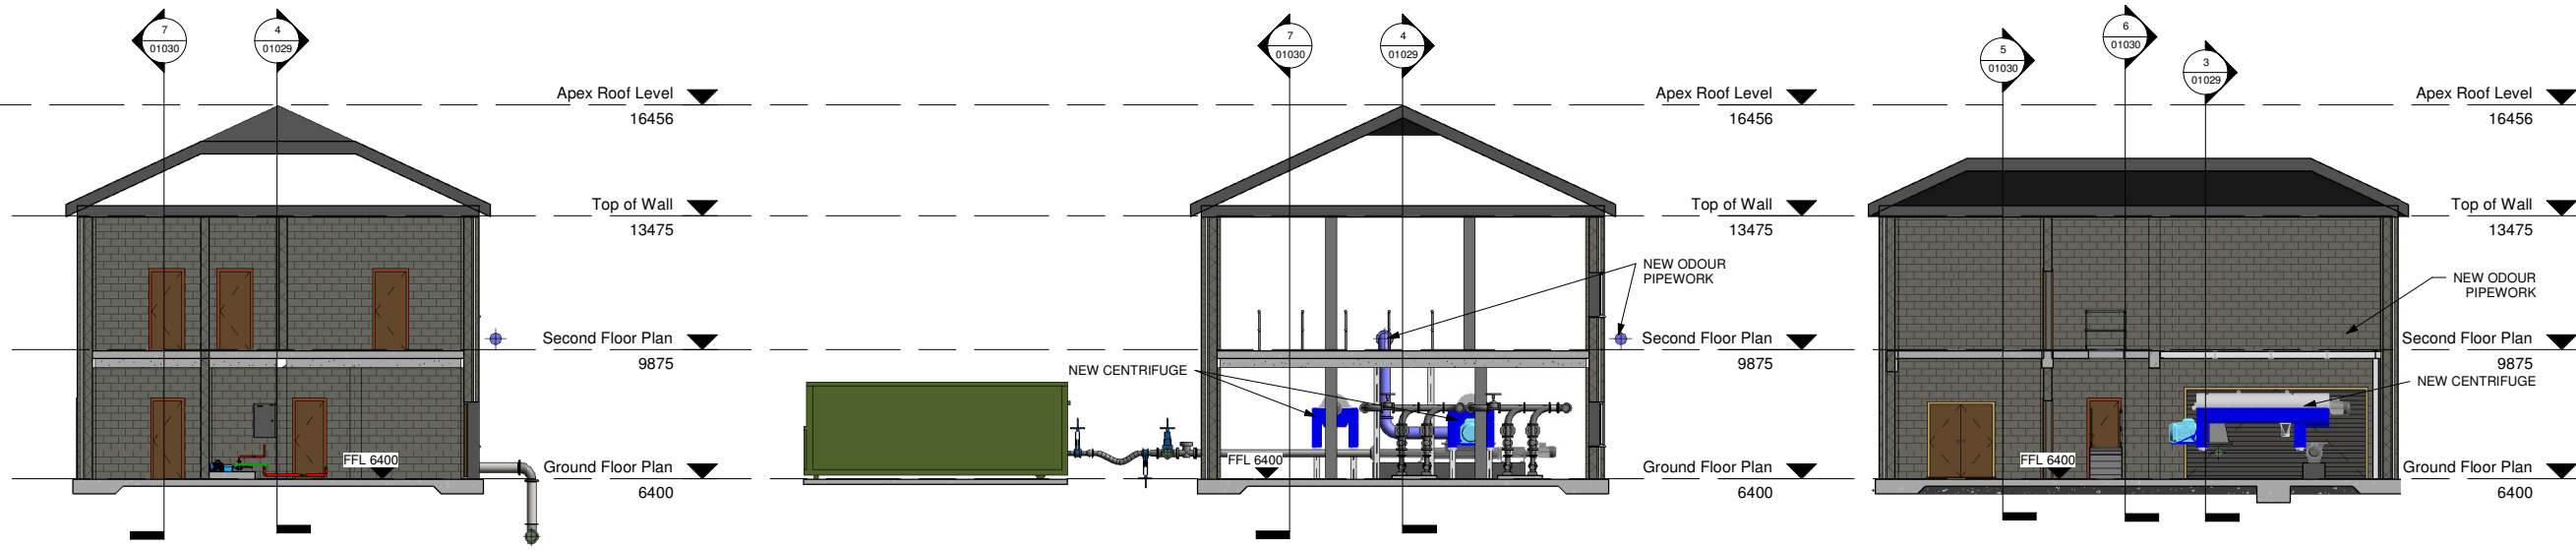 7
01030
4
01029
Apex Roof Level
16456
Top of Wall
13475
Second Floor Plan
9875
FFL 6400
Ground Floor Plan
6400
7
01030
4
01029
Apex Roof Level
16456
Top of Wall
13475
NEW ODOUR
PIPEWORK
Second Floor Plan
9875
NEW CENTRIFUGE
FFL 6400
Ground Floor Plan
6400
5
01030
6
01030
3
01029
Apex Roof Level
16456
Top of Wall
13475
NEW ODOUR
PIPEWORK
Second Floor Plan
9875
NEW CENTRIFUGE
FFL 6400
Ground Floor Plan
6400